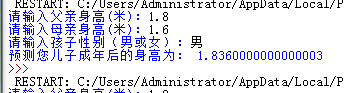 RESTART: C:/Users/Administrator/AppData/Local/P
请输入父亲身高(米): 1.8
请输入母亲身高(米): 1.6
请输入孩子性别（男或女）: 男
预测您儿子成年后的身高为:  1.8360000000000003
>>>
RESTART: C:/Users/Administrator/AppData/Local/P